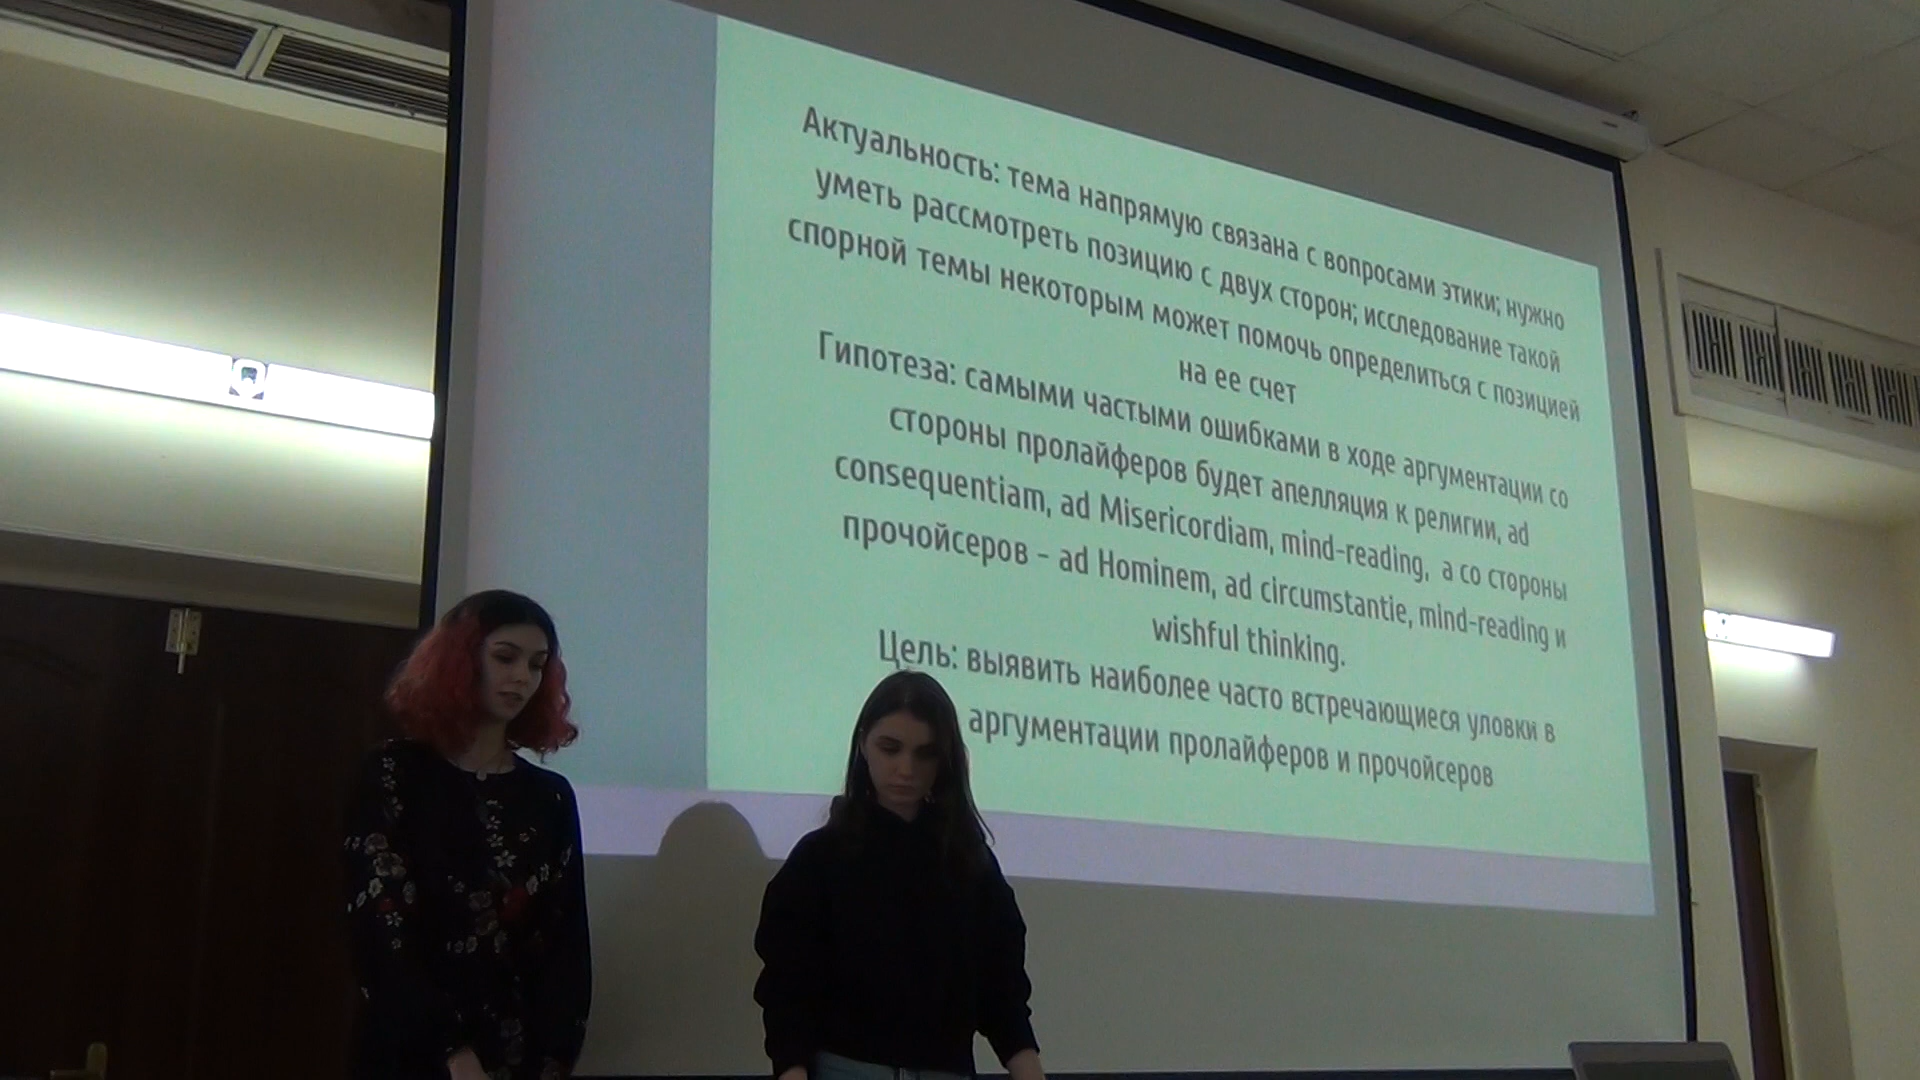 Актуальность: тема напрямую связана с вопросами этики; нужно
уметь рассмотреть позицию с двух сторон; исследование такой
спорной темы некоторым может помочь определиться с позицией
на ее счет
Гипотеза: самыми частыми ошибками в ходе аргументации со
стороны пролайферов будет апелляция к религии, ad
consequentiam, ad Misericordiam, mind-reading, а со стороны
прочойсеров – ad Hominem, ad circumstantie, mind-reading и
wishful thinking.
Цель: выявить наиболее часто встречающиеся уловки в
аргументации пролайферов и прочойсеров